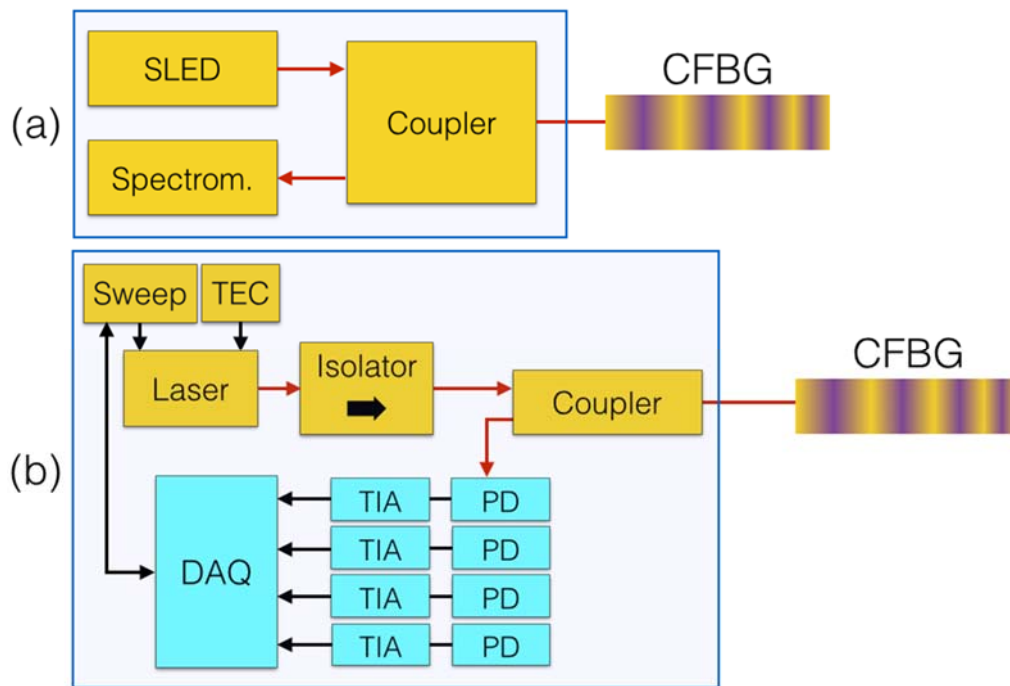 (a)
SLED
Spectrom.
Coupler
CFBG
(b)
Sweep
TEC
Laser
Isolator
Coupler
CFBG
DAQ
TIA
PD
TIA
PD
TIA
PD
TIA
PD